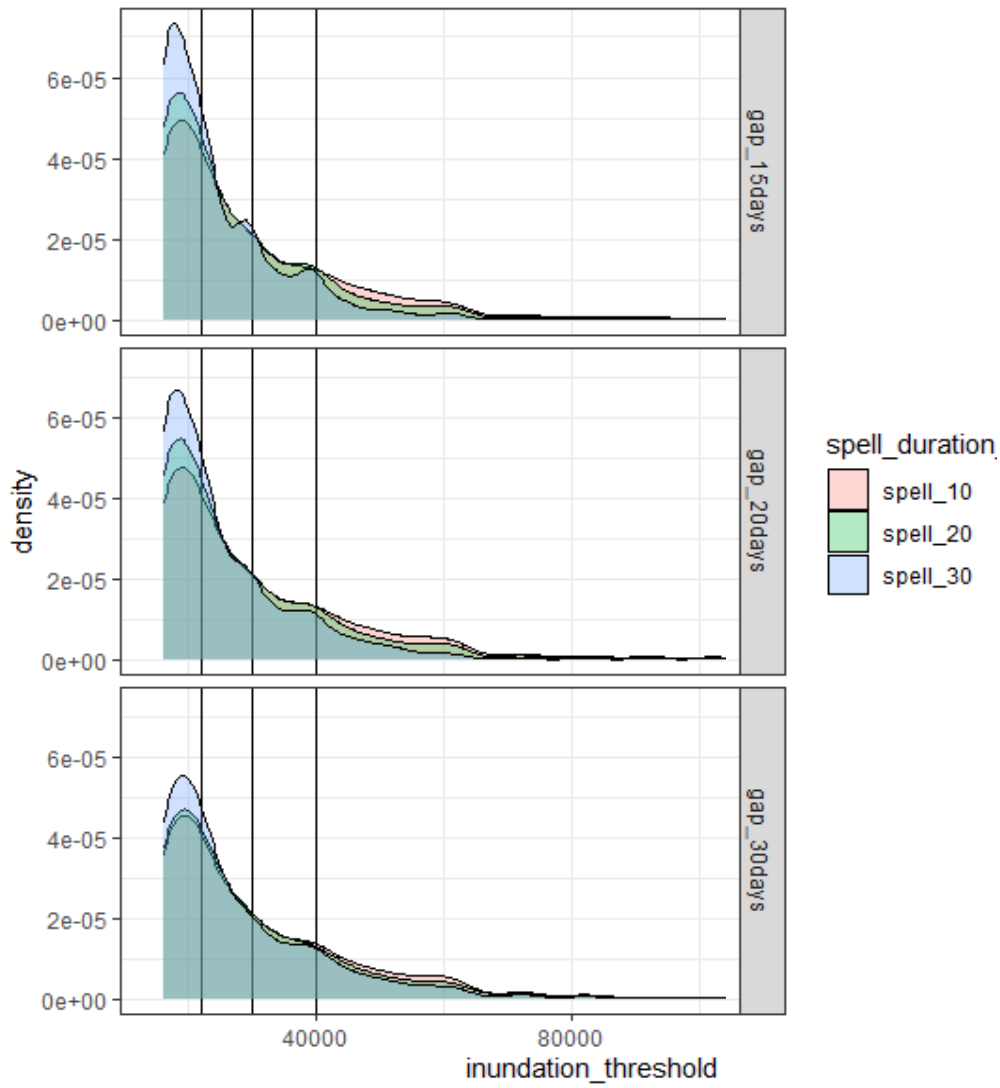 density
6e-05
4e-05
2e-05
0e+00
gap_15days
6e-05
4e-05
2e-05
0e+00
gap_20days
6e-05
4e-05
2e-05
0e+00
gap_30days
40000
80000
inundation_threshold
spell_duration_
spell_10
spell_20
spell_30